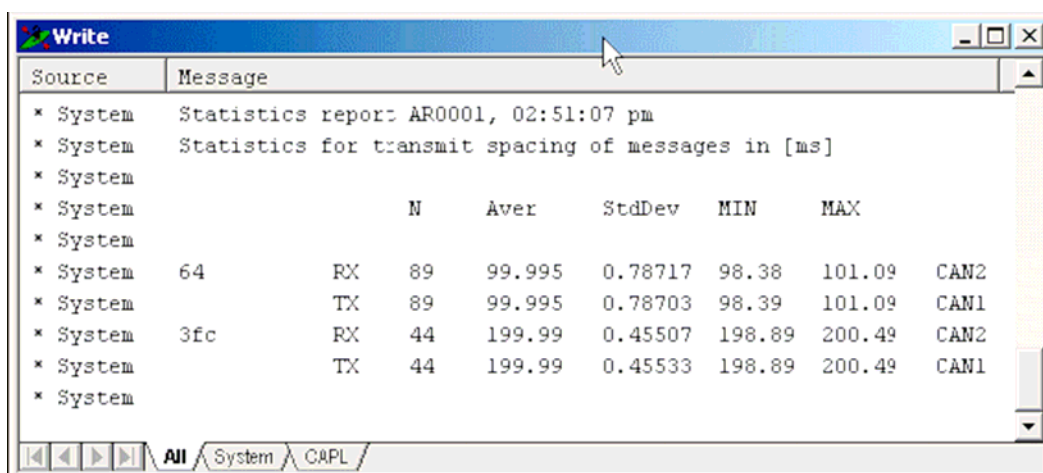 Write
Source Message
* System Statistics report AR0001, 02:51:07 pm
* System Statistics for transmit spacing of messages in [ms]
* System
* System N Aver StdDev MIN MAX
* System
* System 64 RX 89 99.995 0.78717 98.38 101.09 CAN2
* System TX 89 99.995 0.78703 98.39 101.09 CAN1
* System 3fc RX 44 199.99 0.45507 198.89 200.49 CAN2
* System TX 44 199.99 0.45533 198.89 200.49 CAN1
* System
All System CAPL